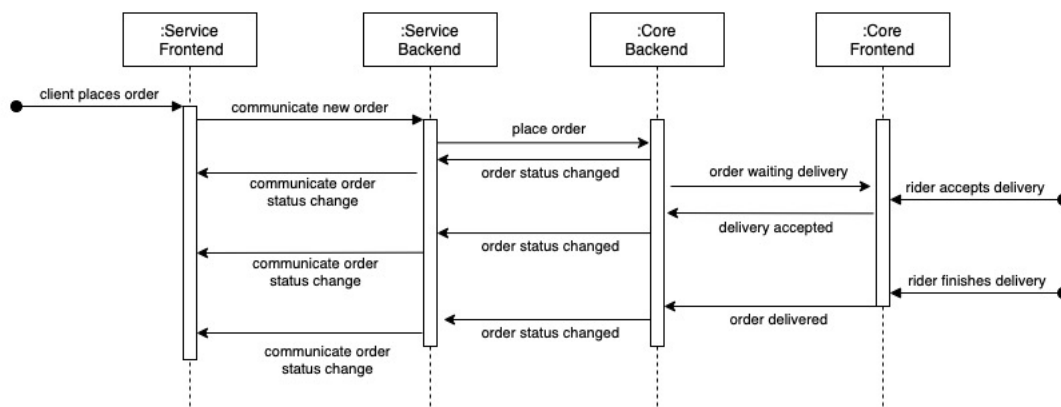 :Service
Frontend
:Service
Backend
:Core
Backend
:Core
Frontend
client places order
communicate new order
place order
order status changed
communicate order
status change
order waiting delivery
rider accepts delivery
delivery accepted
order status changed
communicate order
status change
rider finishes delivery
order delivered
order status changed
communicate order
status change